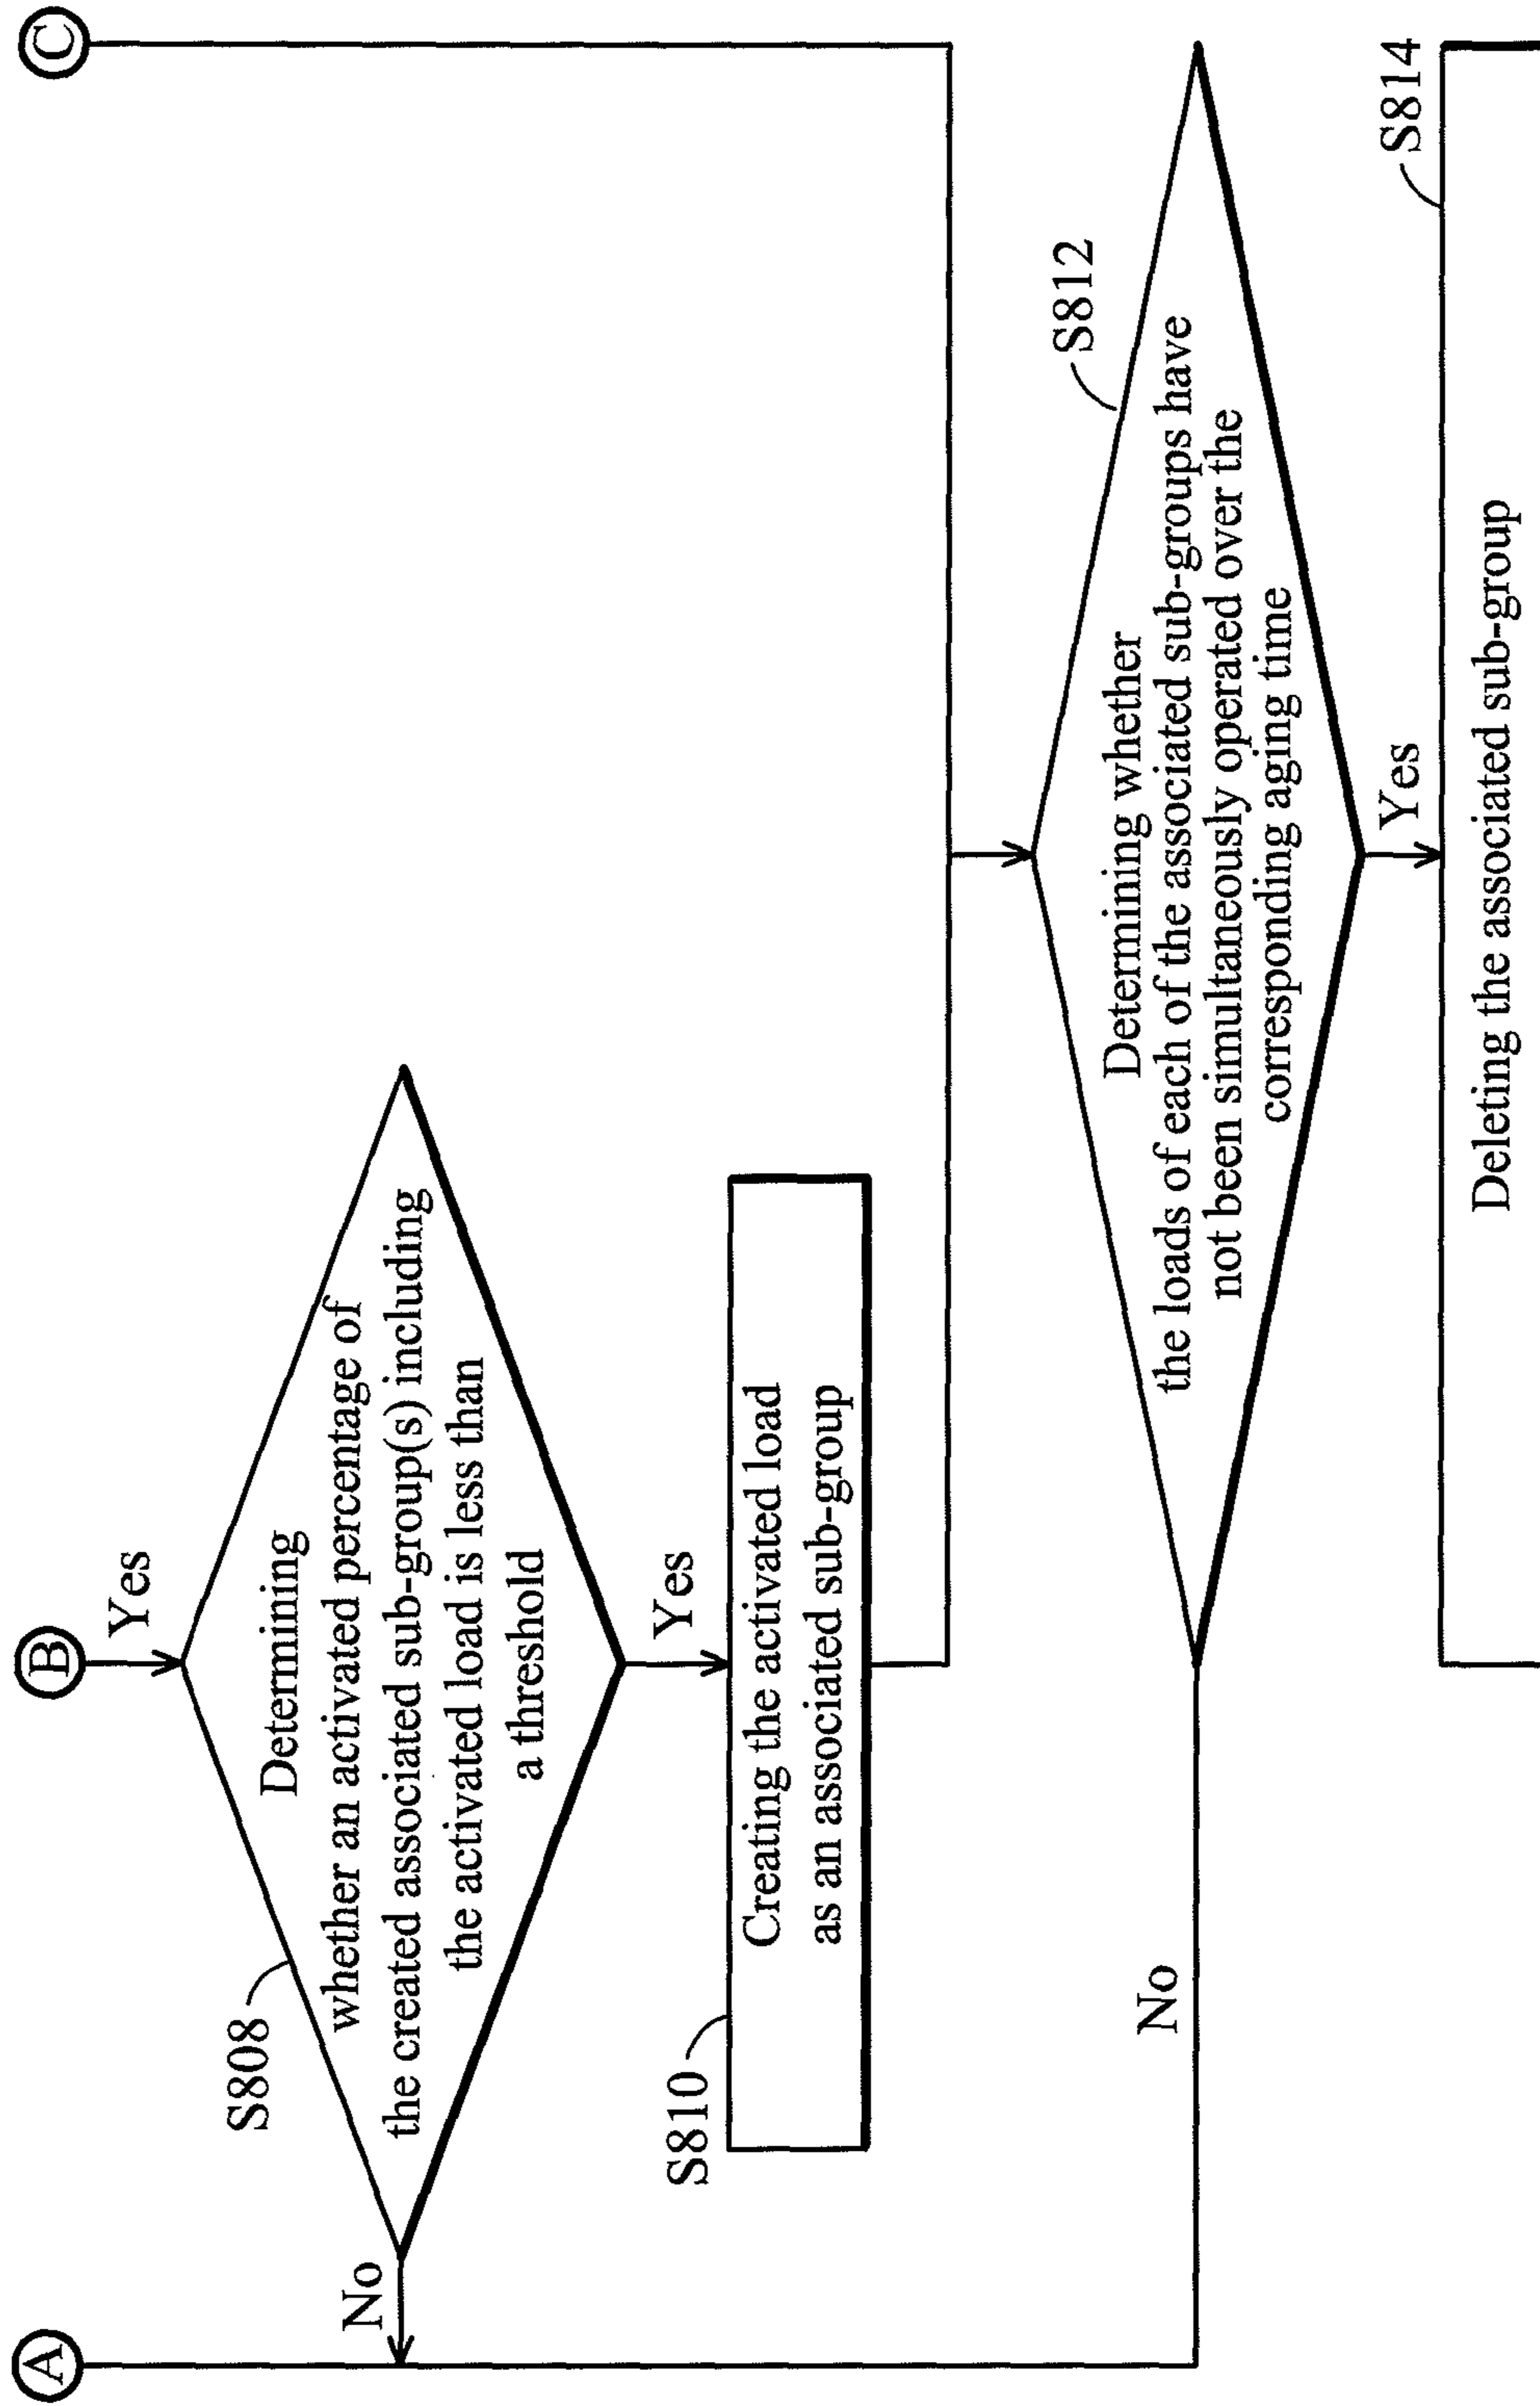 A
B
C
Yes
S808
Determining
whether an activated percentage of
the created associated sub-group(s) including
the activated load is less than
a threshold
No
Yes
S810
Creating the activated load
as an associated sub-group
S812
Determining whether
the loads of each of the associated sub-groups have
not been simultaneously operated over the
corresponding aging time
No
Yes
S814
Deleting the associated sub-group